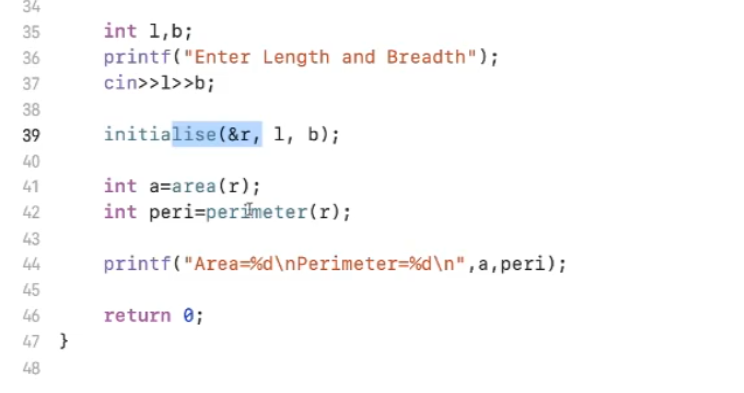 34
35 int l,b;
36 printf("Enter Length and Breadth");
37 cin>>l>>b;
38
39 initialise(&r, l, b);
40
41 int a=area(r);
42 int peri=perimeter(r);
43
44 printf("Area=%d\nPerimeter=%d\n",a,peri);
45
46 return 0;
47 }
48